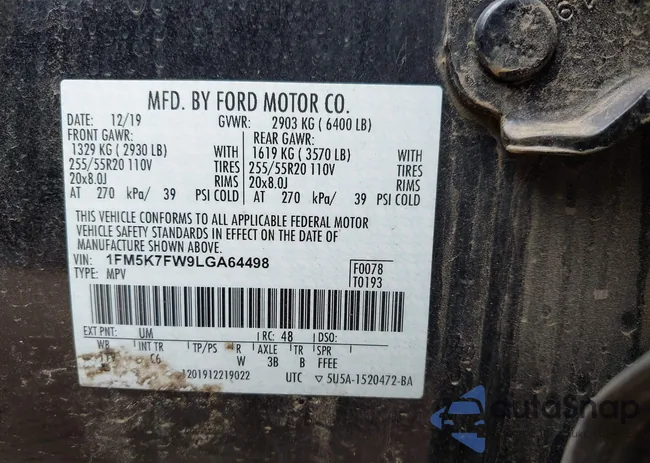 MFD. BY FORD MOTOR CO.
DATE: 12/19 GVWR: 2903 KG ( 6400 LB)
FRONT GAWR: REAR GAWR:
1329 KG ( 2930 LB) WITH 1619 KG ( 3570 LB) WITH
255/55R20 110V TIRES 255/55R20 110V TIRES
20x8.0J RIMS 20x8.0J RIMS
AT 270 kPa/ 39 PSI COLD AT 270 kPa/ 39 PSI COLD
THIS VEHICLE CONFORMS TO ALL APPLICABLE FEDERAL MOTOR
VEHICLE SAFETY STANDARDS IN EFFECT ON THE DATE OF
MANUFACTURE SHOWN ABOVE.
VIN: 1FM5K7FW9LGA64498 F0078
TYPE: MPV T0193
EXT PNT: UM RC: 48 DSO:
WB INT TR TP/PS R AXLE TR SPR
C6 W 3B B FFEE
1201912219022 UTC ▽ 5U5A-1520472-BA
autoSnap